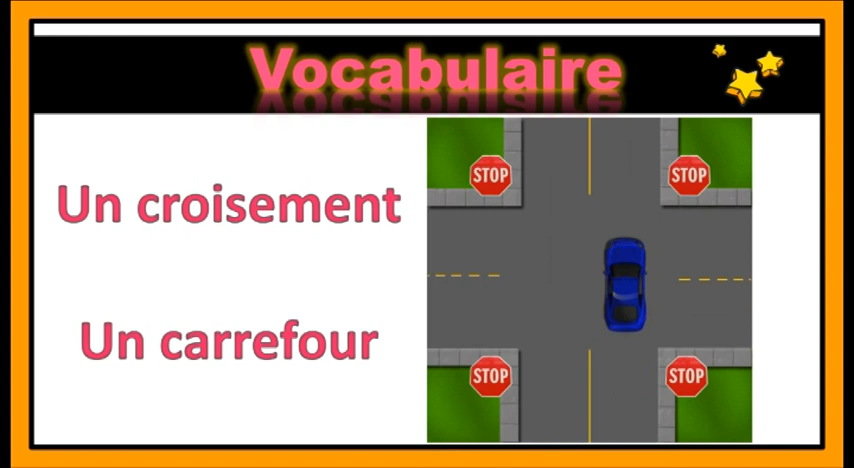 Vocabulaire
STOP STOP
Un croisement
Un carrefour
STOP STOP